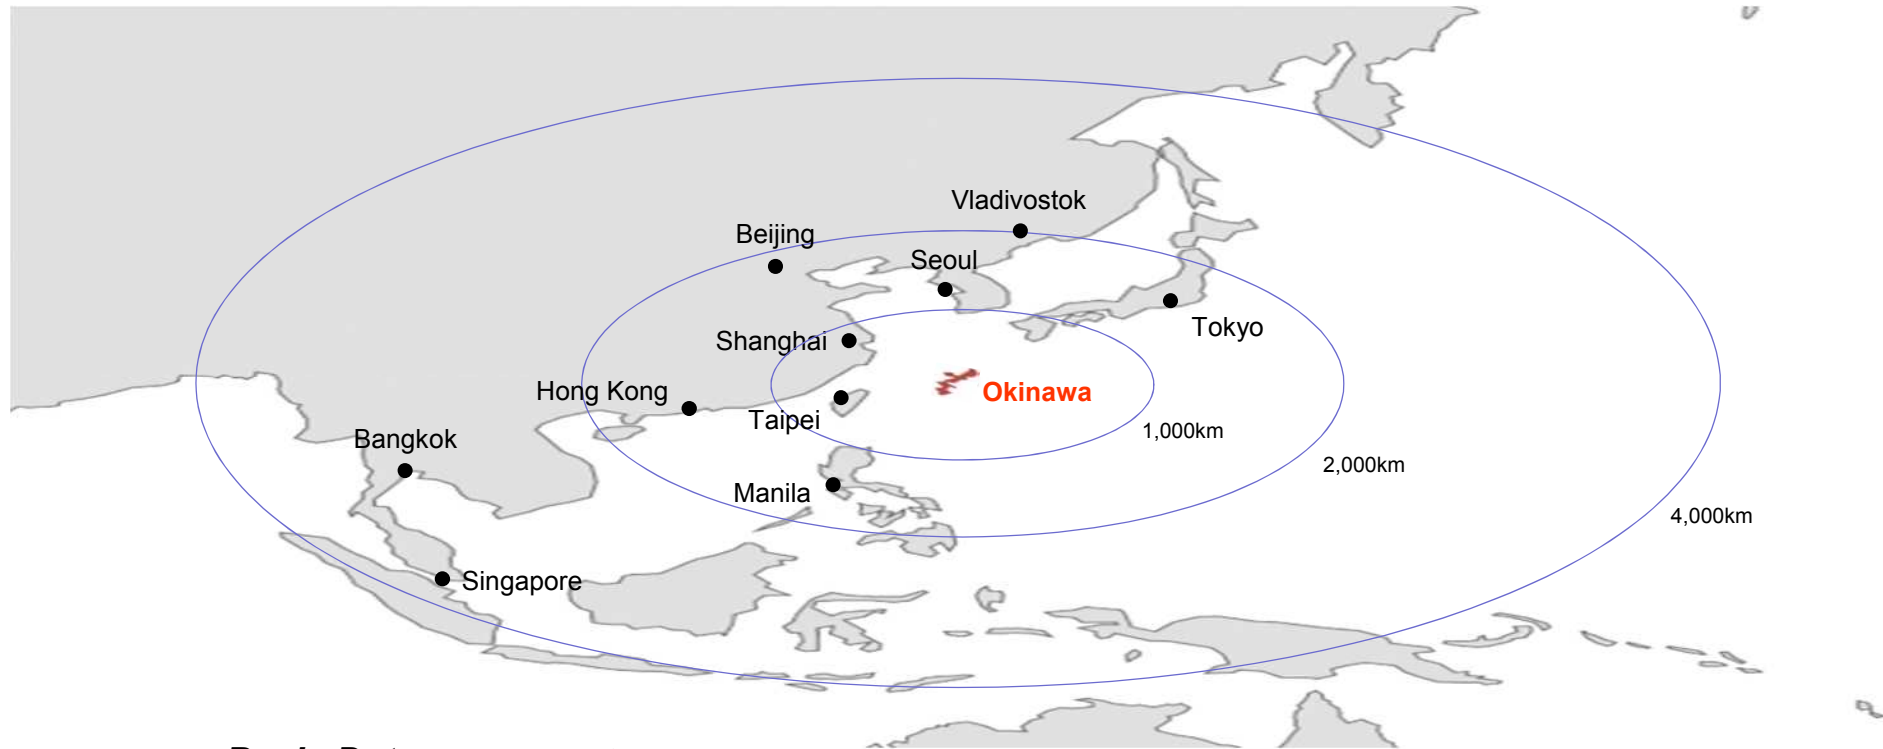 Vladivostok
Beijing
Seoul
Tokyo
Shanghai
Hong Kong
Okinawa
Taipei
1,000km
Bangkok
2,000km
Manila
4,000km
Singapore